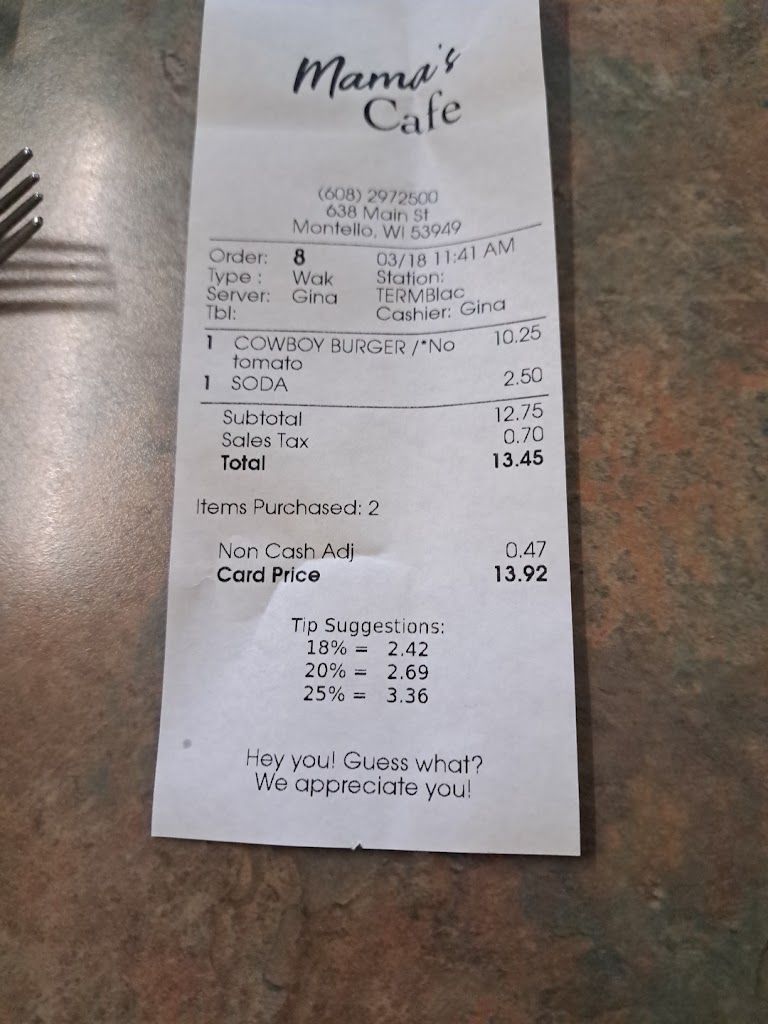 Mama's
Cafe
(608) 2972500
638 Main St
Montello, WI 53949
Order: 8 03/18 11:41 AM
Type : Wak Station:
Server: Gina TERMBlac
Tbl: Cashier: Gina
1 COWBOY BURGER /*No 10.25
tomato
1 SODA 2.50
Subtotal 12.75
Sales Tax 0.70
Total 13.45
Items Purchased: 2
Non Cash Adj 0.47
Card Price 13.92
Tip Suggestions:
18% = 2.42
20% = 2.69
25% = 3.36
Hey you! Guess what?
We appreciate you!